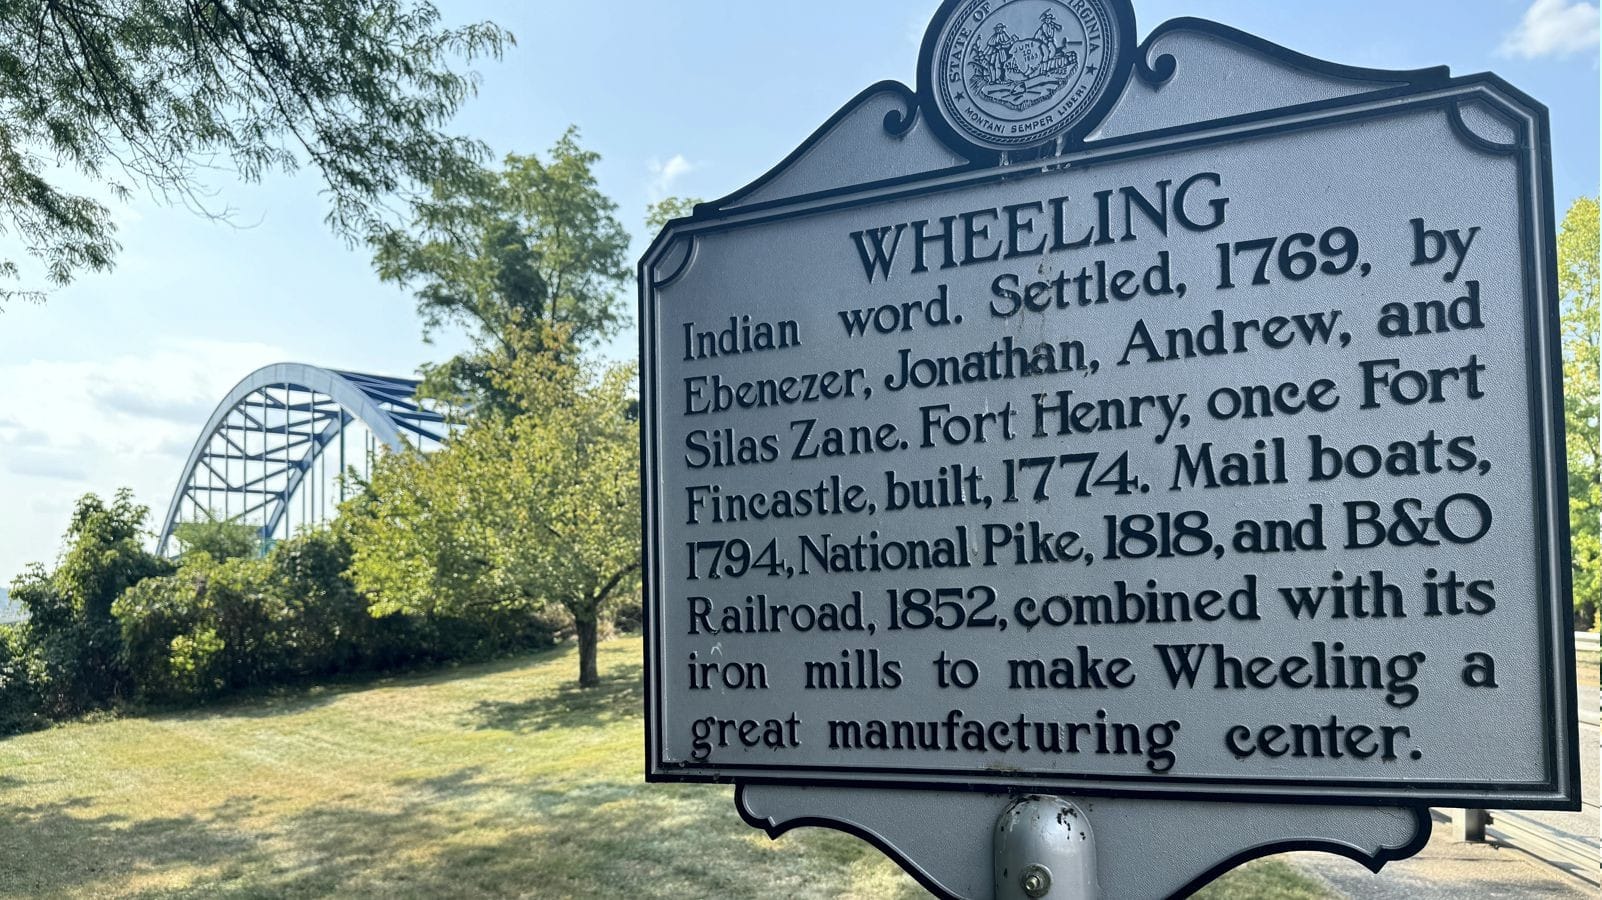 STATE OF VIRGINIA
JUNE
MONTANI SEMPER LIBERI
WHEELING
Indian word. Settled, 1769, by
Ebenezer, Jonathan, Andrew, and
Silas Zane. Fort Henry, once Fort
Fincastle, built, 1774. Mail boats,
1794, National Pike, 1818, and B&O
Railroad, 1852, combined with its
iron mills to make Wheeling a
great manufacturing center.